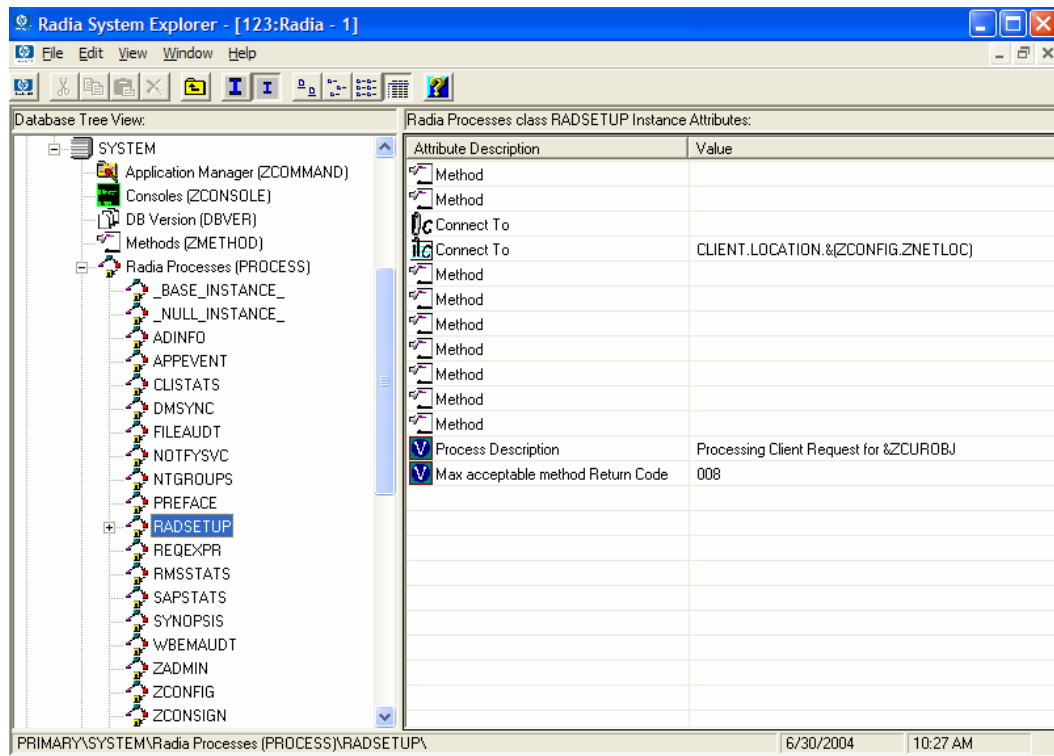 Radia System Explorer - [123:Radia - 1]
File Edit View Window Help
Database Tree View:
Radia Processes class RADSETUP Instance Attributes:
SYSTEM
Application Manager (ZCOMMAND)
Consoles (ZCONSOLE)
DB Version (DBVER)
Methods (ZMETHOD)
Radia Processes (PROCESS)
_BASE_INSTANCE_
_NULL_INSTANCE_
ADINFO
APPEVENT
CLISTATS
DMSYNC
FILEAUDT
NOTFYSVC
NTGROUPS
PREFACE
RADSETUP
REQEXPR
RMSSTATS
SAPSTATS
SYNOPSIS
WBEMAUDT
ZADMIN
ZCONFIG
ZCONSIGN
Attribute Description Value
Method
Method
Connect To
Connect To CLIENT.LOCATION.&(ZCONFIG.ZNETLOC)
Method
Method
Method
Method
Method
Method
Method
Process Description Processing Client Request for &ZCUROBJ
Max acceptable method Return Code 008
PRIMARY\SYSTEM\Radia Processes (PROCESS)\RADSETUP\ 6/30/2004 10:27 AM